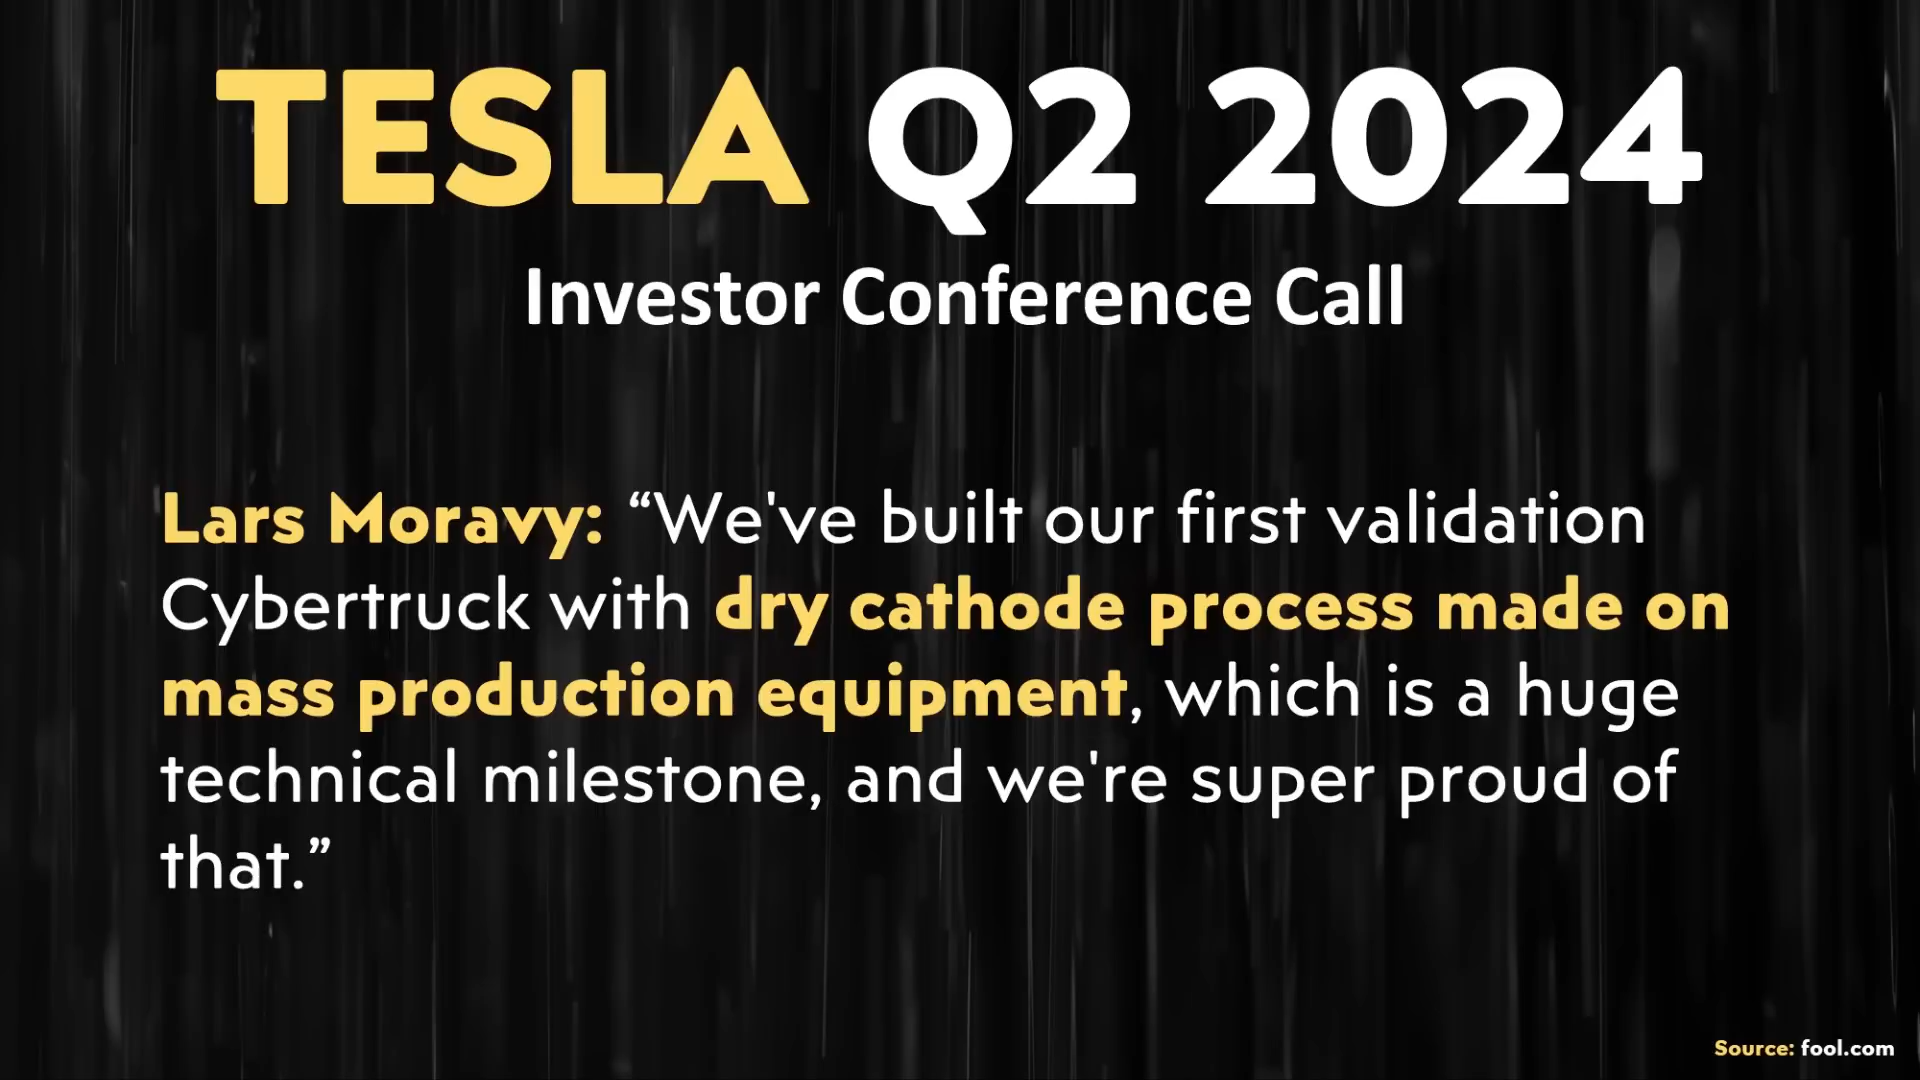 TESLA Q2 2024
Investor Conference Call
Lars Moravy: “We've built our first validation
Cybertruck with dry cathode process made on
mass production equipment, which is a huge
technical milestone, and we're super proud of
that.”
Source: fool.com